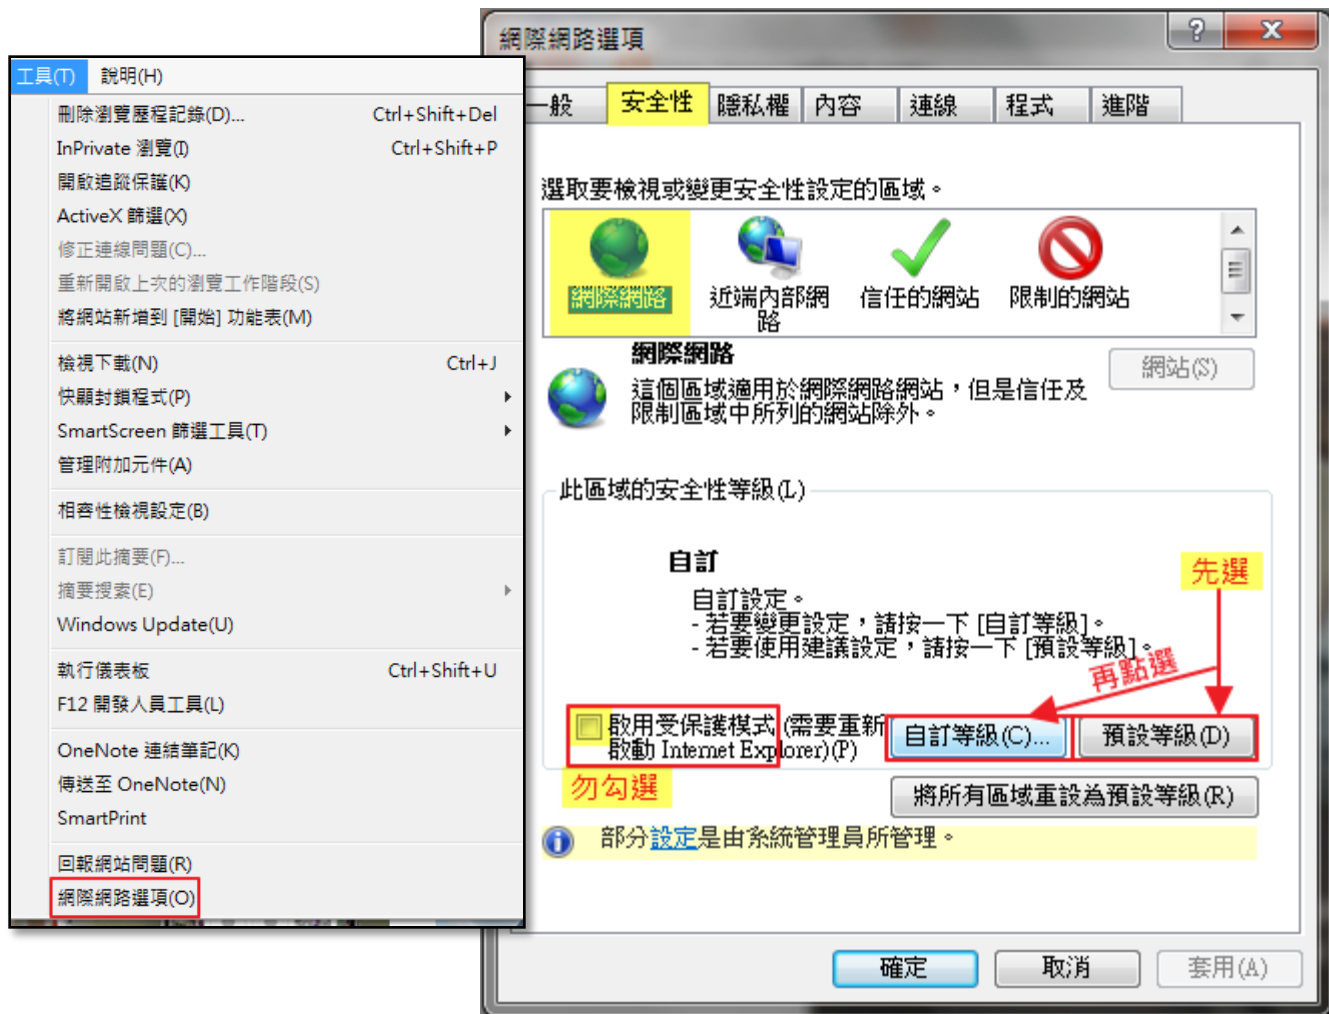 網際網路選項
工具(T) 說明(H)
刪除瀏覽歷程記錄(D)... Ctrl+Shift+Del
InPrivate 瀏覽(I) Ctrl+Shift+P
開啟追蹤保護(K)
ActiveX 篩選(X)
修正連線問題(C)...
重新開啟上次的瀏覽工作階段(S)
將網站新增到 [開始] 功能表(M)
檢視下載(N) Ctrl+J
快顯封鎖程式(P)
SmartScreen 篩選工具(T)
管理附加元件(A)
相容性檢視設定(B)
訂閱此摘要(F)...
摘要搜索(E)
Windows Update(U)
執行儀表板 Ctrl+Shift+U
F12 開發人員工具(L)
OneNote 連結筆記(K)
傳送至 OneNote(N)
SmartPrint
回報網站問題(R)
網際網路選項(O)
一般 安全性 隱私權 內容 連線 程式 進階
選取要檢視或變更安全性設定的區域。
網際網路 近端內部網 信任的網站 限制的網站
路
網際網路
這個區域適用於網際網路網站，但是信任及
限制區域中所列的網站除外。
網站(S)
此區域的安全性等級(L)
自訂
自訂設定。
- 若要變更設定，請按一下 [自訂等級]。
- 若要使用建議設定，請按一下 [預設等級]。
先選
再點選
啟用受保護模式 (需要重新
啟動 Internet Explorer)(P)
自訂等級(C)... 預設等級(D)
勿勾選
將所有區域重設為預設等級(R)
部分設定是由系統管理員所管理。
確定 取消 套用(A)